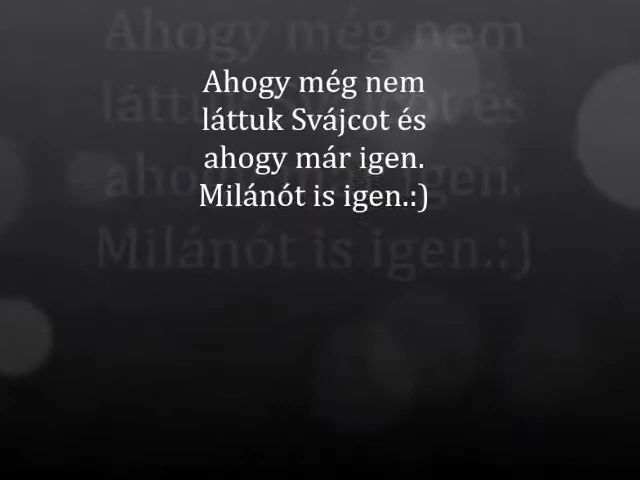 Ahogy még nem
láttuk Svájcot és
ahogy már igen.
Milánót is igen.:)